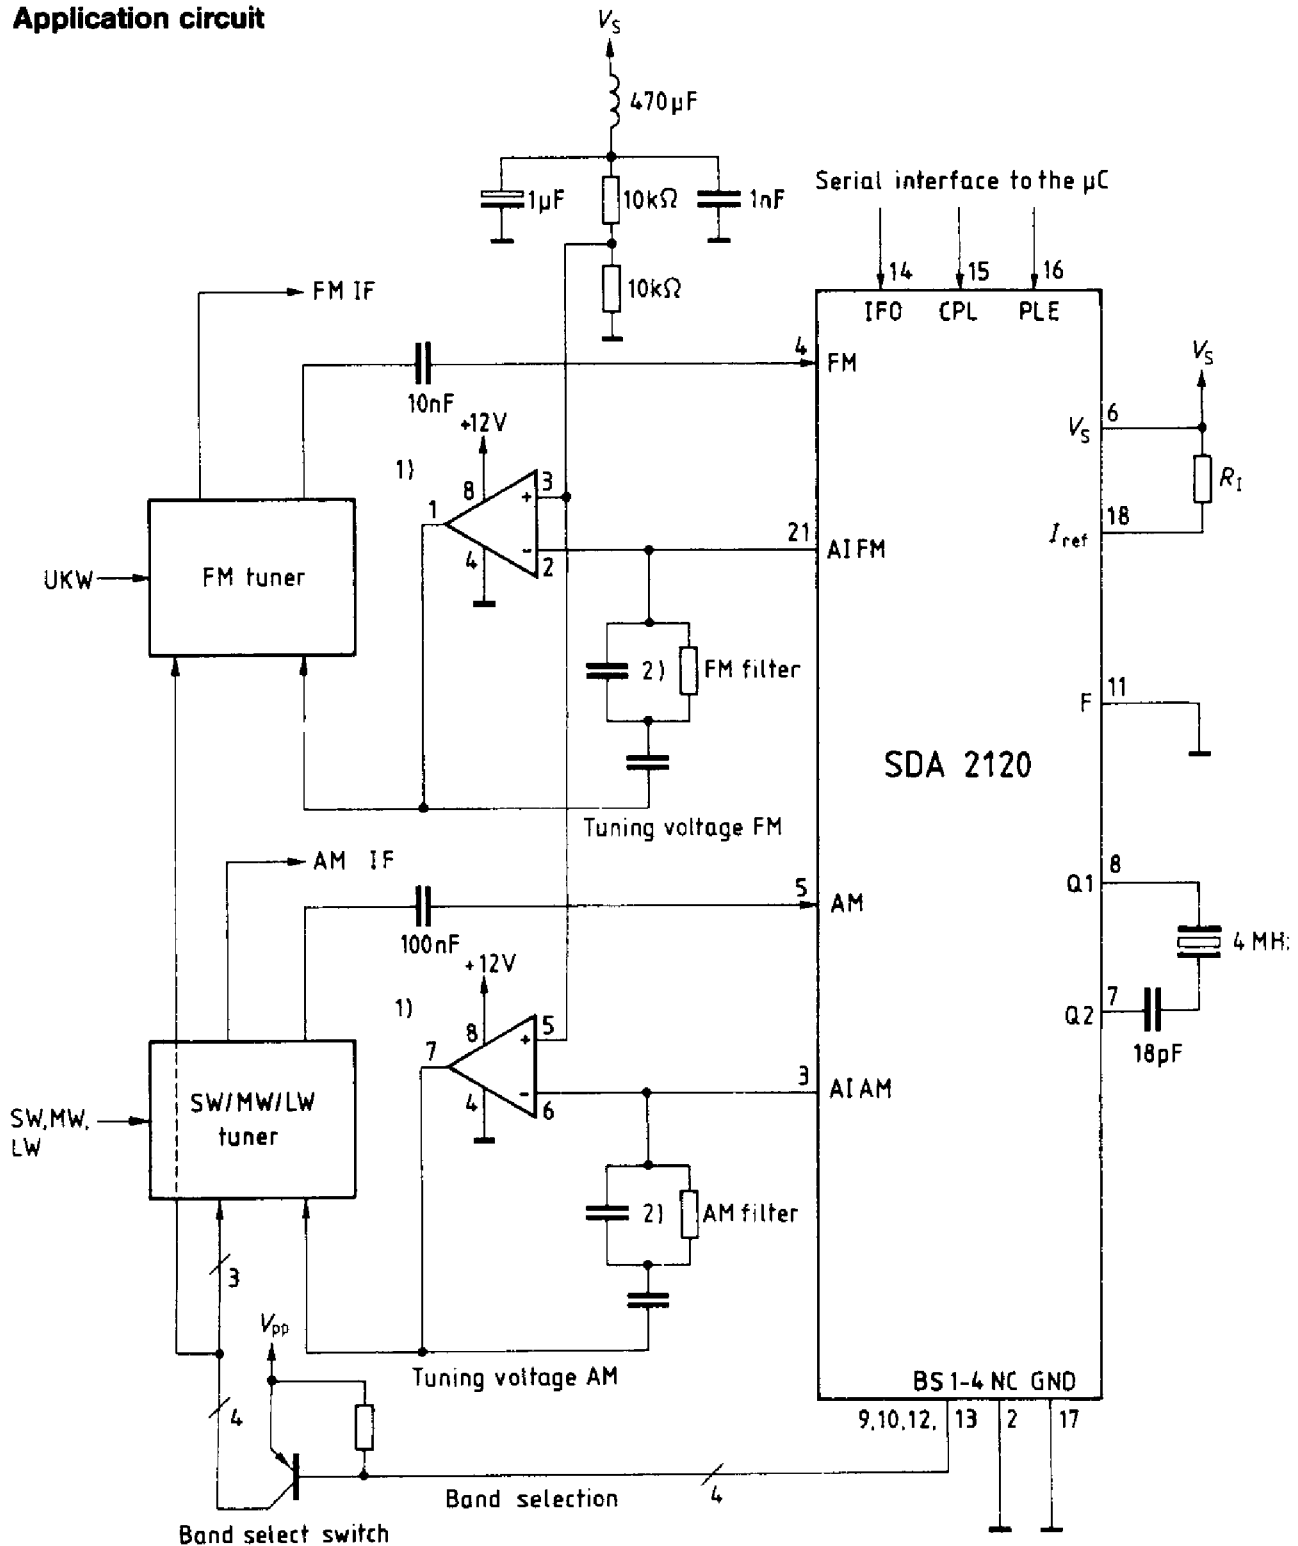 Application circuit
V_S
470µF
1µF
10kΩ
1nF
10kΩ
Serial interface to the µC
14
15
16
IFO
CPL
PLE
FM IF
4
FM
10nF
V_S
6
V_S
R_I
18
I_ref
+12V
1)
8
3
+
1
-
4
2
21
AI FM
UKW
FM tuner
2)
FM filter
11
F
SDA 2120
Tuning voltage FM
AM IF
8
Q1
5
AM
100nF
4 MHz
7
Q2
18pF
+12V
1)
8
5
+
7
-
4
6
3
AI AM
SW,MW,
LW
SW/MW/LW
tuner
2)
AM filter
3
V_pp
Tuning voltage AM
4
BS 1-4 NC GND
9,10,12, 13
2
17
Band selection
4
Band select switch